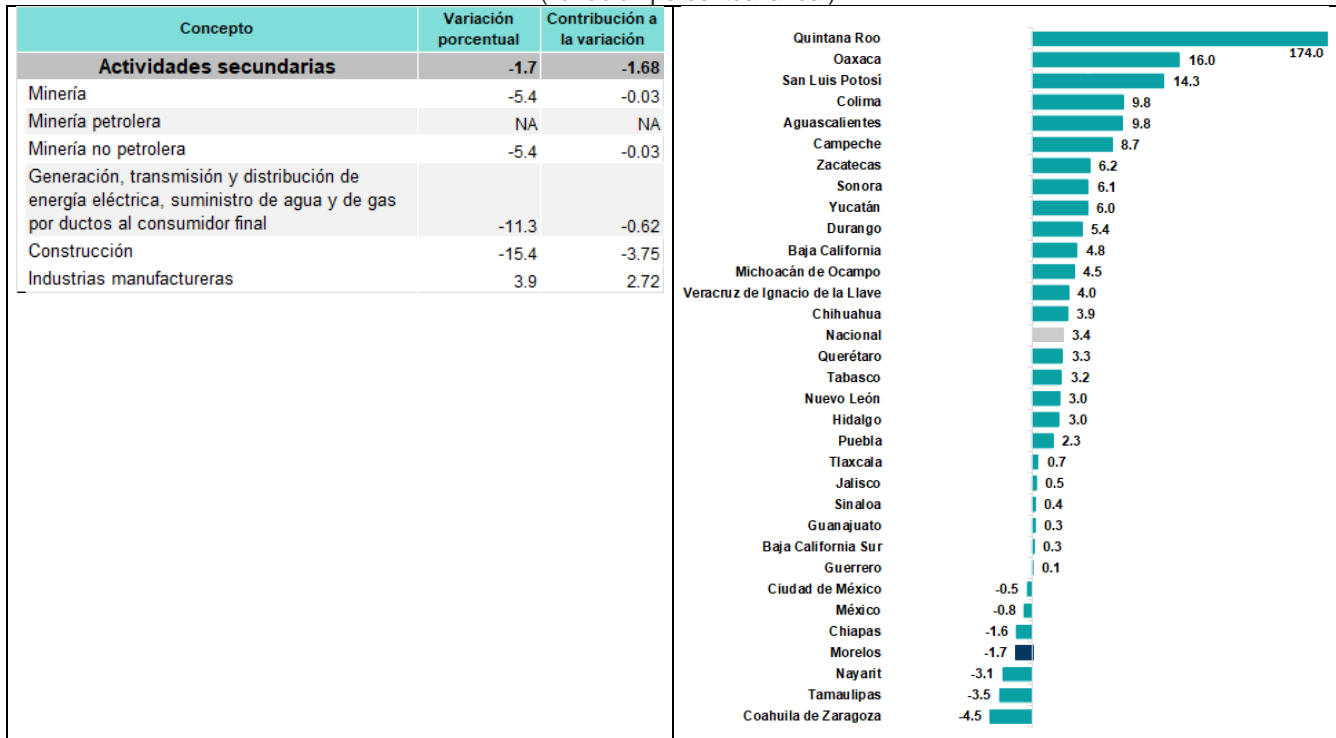 Concepto Variación porcentual Contribución a la variación
Actividades secundarias -1.7 -1.68
Minería -5.4 -0.03
Minería petrolera NA NA
Minería no petrolera -5.4 -0.03
Generación, transmisión y distribución de
energía eléctrica, suministro de agua y de gas
por ductos al consumidor final -11.3 -0.62
Construcción -15.4 -3.75
Industrias manufactureras 3.9 2.72
Quintana Roo 174.0
Oaxaca 16.0
San Luis Potosí 14.3
Colima 9.8
Aguascalientes 9.8
Campeche 8.7
Zacatecas 6.2
Sonora 6.1
Yucatán 6.0
Durango 5.4
Baja California 4.8
Michoacán de Ocampo 4.5
Veracruz de Ignacio de la Llave 4.0
Chihuahua 3.9
Nacional 3.4
Querétaro 3.3
Tabasco 3.2
Nuevo León 3.0
Hidalgo 3.0
Puebla 2.3
Tlaxcala 0.7
Jalisco 0.5
Sinaloa 0.4
Guanajuato 0.3
Baja California Sur 0.3
Guerrero 0.1
Ciudad de México -0.5
México -0.8
Chiapas -1.6
Morelos -1.7
Nayarit -3.1
Tamaulipas -3.5
Coahuila de Zaragoza -4.5